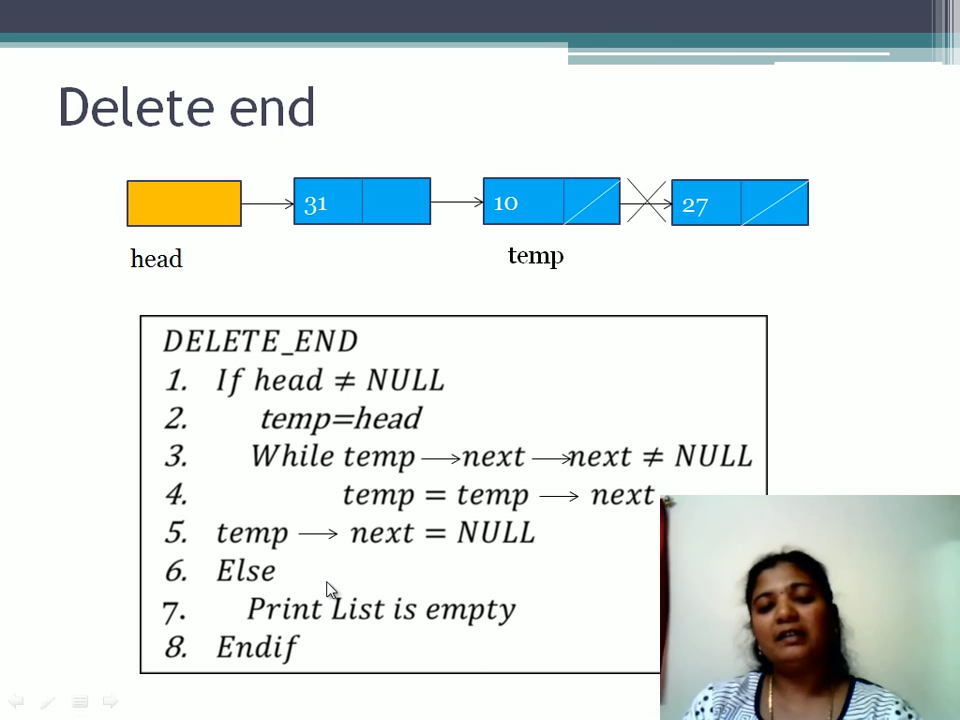 Delete end
31 10 27
head temp
DELETE_END
1. If head ≠ NULL
2. temp=head
3. While temp → next → next ≠ NULL
4. temp = temp → next
5. temp → next = NULL
6. Else
7. Print List is empty
8. Endif